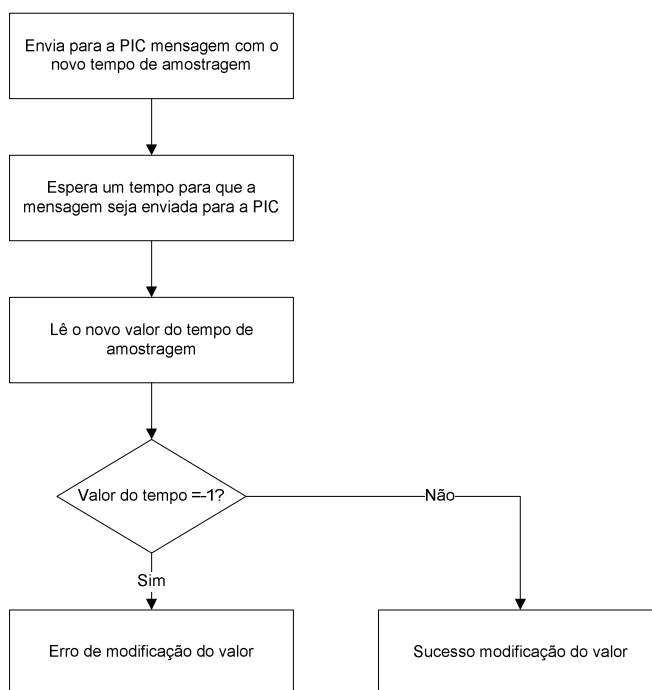 Envia para a PIC mensagem com o
novo tempo de amostragem
Espera um tempo para que a
mensagem seja enviada para a PIC
Lê o novo valor do tempo de
amostragem
Valor do tempo =-1?
Não
Sim
Erro de modificação do valor
Sucesso modificação do valor